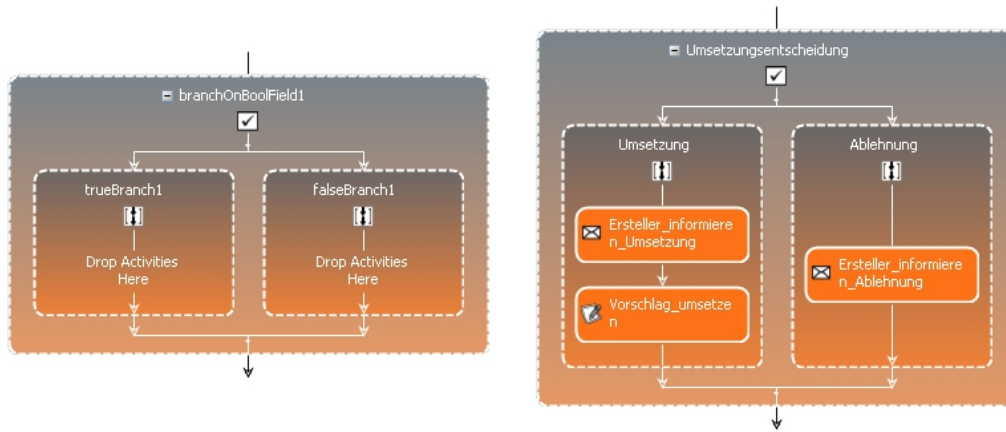 branchOnBoolField1
trueBranch1
falseBranch1
Drop Activities
Here
Drop Activities
Here
Umsetzungsentscheidung
Umsetzung
Ablehnung
Ersteller_informiere
n_Umsetzung
Vorschlag_umsetze
n
Ersteller_informiere
n_Ablehnung